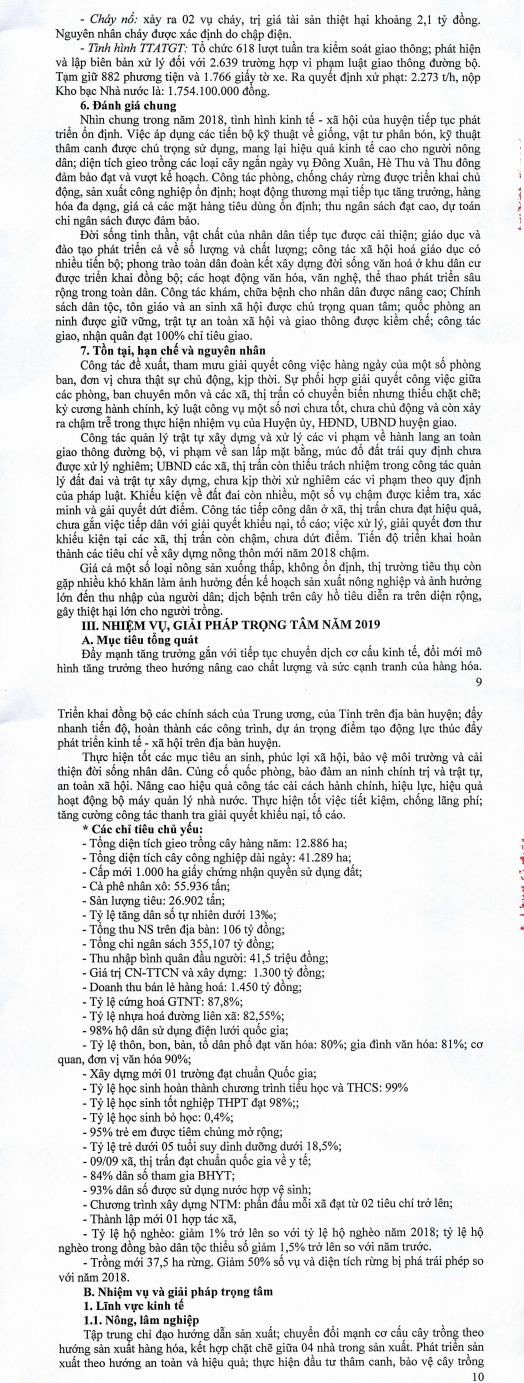 - Cháy nổ: xảy ra 02 vụ cháy, trị giá tài sản thiệt hại khoảng 2,1 tỷ đồng.
Nguyên nhân cháy được xác định do chập điện.
- Tình hình TTATGT: Tổ chức 618 lượt tuần tra kiểm soát giao thông; phát hiện
và lập biên bản xử lý đối với 2.639 trường hợp vi phạm luật giao thông đường bộ.
Tạm giữ 882 phương tiện và 1.766 giấy tờ xe. Ra quyết định xử phạt: 2.273 t/h, nộp
Kho bạc Nhà nước là: 1.754.100.000 đồng.
6. Đánh giá chung
Nhìn chung trong năm 2018, tình hình kinh tế - xã hội của huyện tiếp tục phát
triển ổn định. Việc áp dụng các tiến bộ kỹ thuật về giống, vật tư phân bón, kỹ thuật
thâm canh được chú trọng sử dụng, mang lại hiệu quả kinh tế cao cho người nông
dân; diện tích gieo trồng các loại cây ngắn ngày vụ Đông Xuân, Hè Thu và Thu đông
đảm bảo đạt và vượt kế hoạch. Công tác phòng, chống cháy rừng được triển khai chủ
động, sản xuất công nghiệp ổn định; hoạt động thương mại tiếp tục tăng trưởng, hàng
hóa đa dạng, giá cả các mặt hàng tiêu dùng ổn định; thu ngân sách đạt cao, dự toán
chi ngân sách được đảm bảo.
Đời sống tinh thần, vật chất của nhân dân tiếp tục được cải thiện; giáo dục và
đào tạo phát triển cả về số lượng và chất lượng; công tác xã hội hoá giáo dục có
nhiều tiến bộ; phong trào toàn dân đoàn kết xây dựng đời sống văn hoá ở khu dân cư
được triển khai đồng bộ; các hoạt động văn hóa, văn nghệ, thể thao phát triển sâu
rộng trong toàn dân. Công tác khám, chữa bệnh cho nhân dân được nâng cao; Chính
sách dân tộc, tôn giáo và an sinh xã hội được chú trọng quan tâm; quốc phòng an
ninh được giữ vững, trật tự an toàn xã hội và giao thông được kiềm chế; công tác
giao, nhận quân đạt 100% chỉ tiêu giao.
7. Tồn tại, hạn chế và nguyên nhân
Công tác đề xuất, tham mưu giải quyết công việc hàng ngày của một số phòng
ban, đơn vị chưa thật sự chủ động, kịp thời. Sự phối hợp giải quyết công việc giữa
các phòng, ban chuyên môn và các xã, thị trấn có chuyển biến nhưng thiếu chặt chẽ;
kỷ cương hành chính, kỷ luật công vụ một số nơi chưa tốt, chưa chủ động và còn xảy
ra chậm trễ trong thực hiện nhiệm vụ của Huyện ủy, HĐND, UBND huyện giao.
Công tác quản lý trật tự xây dựng và xử lý các vi phạm về hành lang an toàn
giao thông đường bộ, vi phạm về san lấp mặt bằng, múc đổ đất trái quy định chưa
được xử lý nghiêm; UBND các xã, thị trấn còn thiếu trách nhiệm trong công tác quản
lý đất đai và trật tự xây dựng, chưa kịp thời xử nghiêm các vi phạm theo quy định
của pháp luật. Khiếu kiện về đất đai còn nhiều, một số vụ chậm được kiểm tra, xác
minh và gải quyết dứt điểm. Công tác tiếp công dân ở xã, thị trấn chưa đạt hiệu quả,
chưa gắn việc tiếp dân với giải quyết khiếu nại, tố cáo; việc xử lý, giải quyết đơn thư
khiếu kiện tại các xã, thị trấn còn chậm, chưa dứt điểm. Tiến độ triển khai hoàn
thành các tiêu chí về xây dựng nông thôn mới năm 2018 chậm.
Giá cả một số loại nông sản xuống thấp, không ổn định, thị trường tiêu thụ còn
gặp nhiều khó khăn làm ảnh hưởng đến kế hoạch sản xuất nông nghiệp và ảnh hưởng
lớn đến thu nhập của người dân; dịch bệnh trên cây hồ tiêu diễn ra trên diện rộng,
gây thiệt hại lớn cho người trồng.
III. NHIỆM VỤ, GIẢI PHÁP TRỌNG TÂM NĂM 2019
A. Mục tiêu tổng quát
Đẩy mạnh tăng trưởng gắn với tiếp tục chuyển dịch cơ cấu kinh tế, đổi mới mô
hình tăng trưởng theo hướng nâng cao chất lượng và sức cạnh tranh của hàng hóa.
9
Triển khai đồng bộ các chính sách của Trung ương, của Tỉnh trên địa bàn huyện; đẩy
nhanh tiến độ, hoàn thành các công trình, dự án trọng điểm tạo động lực thúc đẩy
phát triển kinh tế - xã hội trên địa bàn huyện.
Thực hiện tốt các mục tiêu an sinh, phúc lợi xã hội, bảo vệ môi trường và cải
thiện đời sống nhân dân. Củng cố quốc phòng, bảo đảm an ninh chính trị và trật tự,
an toàn xã hội. Nâng cao hiệu quả công tác cải cách hành chính, hiệu lực, hiệu quả
hoạt động bộ máy quản lý nhà nước. Thực hiện tốt việc tiết kiệm, chống lãng phí;
tăng cường công tác thanh tra giải quyết khiếu nại, tố cáo.
* Các chỉ tiêu chủ yếu:
- Tổng diện tích gieo trồng cây hàng năm: 12.886 ha;
- Tổng diện tích cây công nghiệp dài ngày: 41.289 ha;
- Cấp mới 1.000 ha giấy chứng nhận quyền sử dụng đất;
- Cà phê nhân xô: 55.936 tấn;
- Sản lượng tiêu: 26.902 tấn;
- Tỷ lệ tăng dân số tự nhiên dưới 13‰;
- Tổng thu NS trên địa bàn: 106 tỷ đồng;
- Tổng chi ngân sách 355,107 tỷ đồng;
- Thu nhập bình quân đầu người: 41,5 triệu đồng;
- Giá trị CN-TTCN và xây dựng: 1.300 tỷ đồng;
- Doanh thu bán lẻ hàng hoá: 1.450 tỷ đồng;
- Tỷ lệ cứng hoá GTNT: 87,8%;
- Tỷ lệ nhựa hoá đường liên xã: 82,55%;
- 98% hộ dân sử dụng điện lưới quốc gia;
- Tỷ lệ thôn, bon, bản, tổ dân phố đạt văn hóa: 80%; gia đình văn hóa: 81%; cơ
quan, đơn vị văn hóa 90%;
- Xây dựng mới 01 trường đạt chuẩn Quốc gia;
- Tỷ lệ học sinh hoàn thành chương trình tiểu học và THCS: 99%
- Tỷ lệ học sinh tốt nghiệp THPT đạt 98%;;
- Tỷ lệ học sinh bỏ học: 0,4%;
- 95% trẻ em được tiêm chủng mở rộng;
- Tỷ lệ trẻ dưới 05 tuổi suy dinh dưỡng dưới 18,5%;
- 09/09 xã, thị trấn đạt chuẩn quốc gia về y tế;
- 84% dân số tham gia BHYT;
- 93% dân số được sử dụng nước hợp vệ sinh;
- Chương trình xây dựng NTM: phấn đấu mỗi xã đạt từ 02 tiêu chí trở lên;
- Thành lập mới 01 hợp tác xã,
- Tỷ lệ hộ nghèo: giảm 1% trở lên so với tỷ lệ hộ nghèo năm 2018; tỷ lệ hộ
nghèo trong đồng bào dân tộc thiểu số giảm 1,5% trở lên so với năm trước.
- Trồng mới 37,5 ha rừng. Giảm 50% số vụ và diện tích rừng bị phá trái phép so
với năm 2018.
B. Nhiệm vụ và giải pháp trọng tâm
1. Lĩnh vực kinh tế
1.1. Nông, lâm nghiệp
Tập trung chỉ đạo hướng dẫn sản xuất; chuyển đổi mạnh cơ cấu cây trồng theo
hướng sản xuất hàng hóa, kết hợp chặt chẽ giữa 04 nhà trong sản xuất. Phát triển sản
xuất theo hướng an toàn và hiệu quả; thực hiện đầu tư thâm canh, bảo vệ cây trồng
10